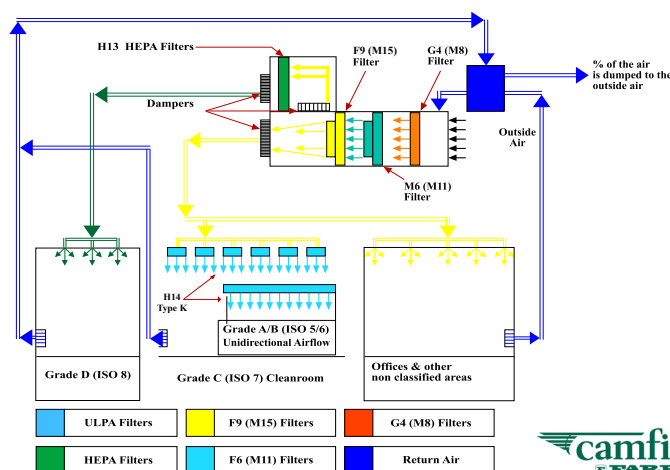 H13 HEPA Filters
F9 (M15)
Filter
G4 (M8)
Filter
% of the air
is dumped to the
outside air
Dampers
Outside
Air
M6 (M11)
Filter
H14
Type K
Grade A/B (ISO 5/6)
Unidirectional Airflow
Grade D (ISO 8)
Grade C (ISO 7) Cleanroom
Offices & other
non classified areas
ULPA Filters
F9 (M15) Filters
G4 (M8) Filters
HEPA Filters
F6 (M11) Filters
Return Air
camfi
FARR